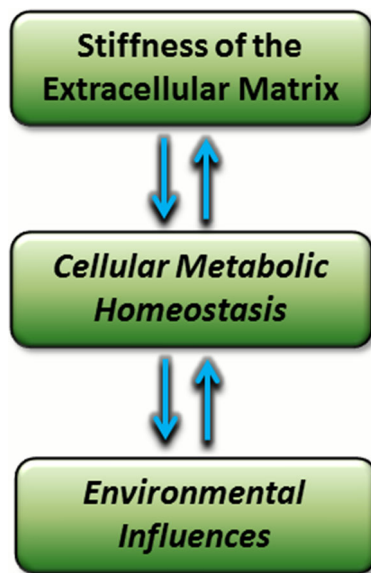 Stiffness of the
Extracellular Matrix
Cellular Metabolic
Homeostasis
Environmental
Influences